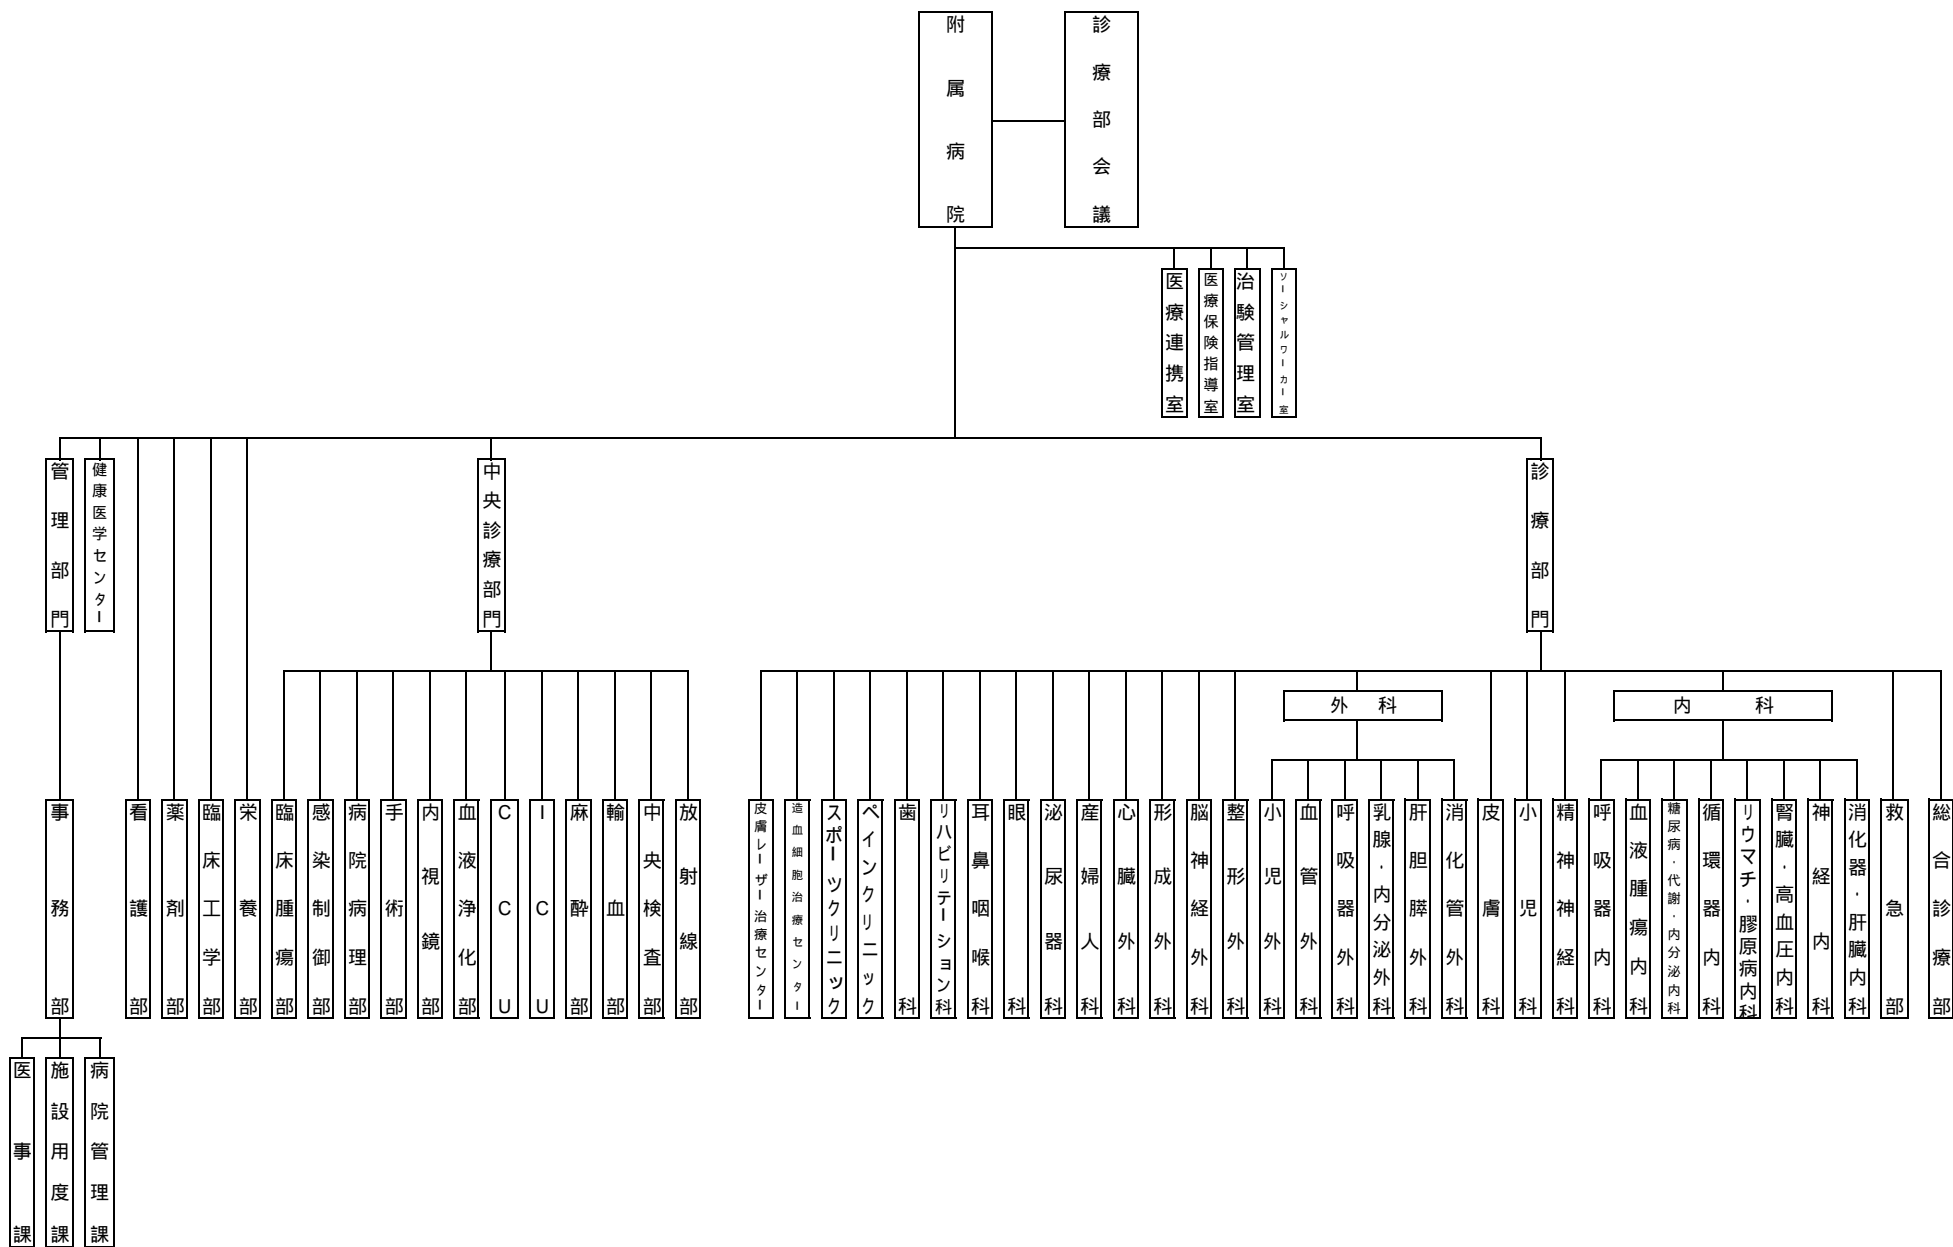 附属病院
診療部会議
医療連携室
医療保険指導室
治験管理室
ソーシャルワーカー室
管理部門
健康医学センター
中央診療部門
診療部門
外科
内科
事務部
看護部
薬剤部
臨床工学部
栄養部
臨床腫瘍部
感染制御部
病院病理部
手術部
内視鏡部
血液浄化部
CCU
ICU
麻酔部
輸血部
中央検査部
放射線部
皮膚レーザー治療センター
造血細胞治療センター
スポーツクリニック
ペインクリニック
歯科
リハビリテーション科
耳鼻咽喉科
眼科
泌尿器科
産婦人科
心臓外科
形成外科
脳神経外科
整形外科
小児外科
血管外科
呼吸器外科
乳腺・内分泌外科
肝胆膵外科
消化管外科
皮膚科
小児科
精神神経科
呼吸器内科
血液腫瘍内科
糖尿病・代謝・内分泌内科
循環器内科
リウマチ・膠原病内科
腎臓・高血圧内科
神経内科
消化器・肝臓内科
救急部
総合診療部
医事課
施設用度課
病院管理課